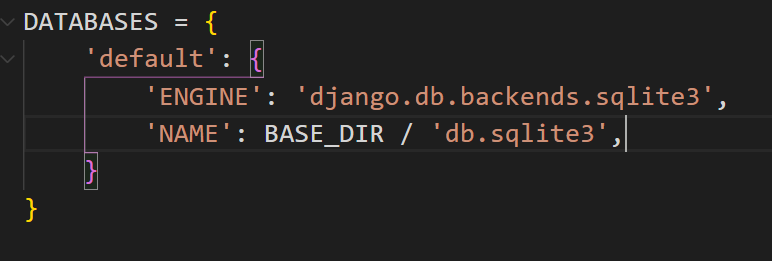 DATABASES = {
    'default': {
        'ENGINE': 'django.db.backends.sqlite3',
        'NAME': BASE_DIR / 'db.sqlite3',
    }
}